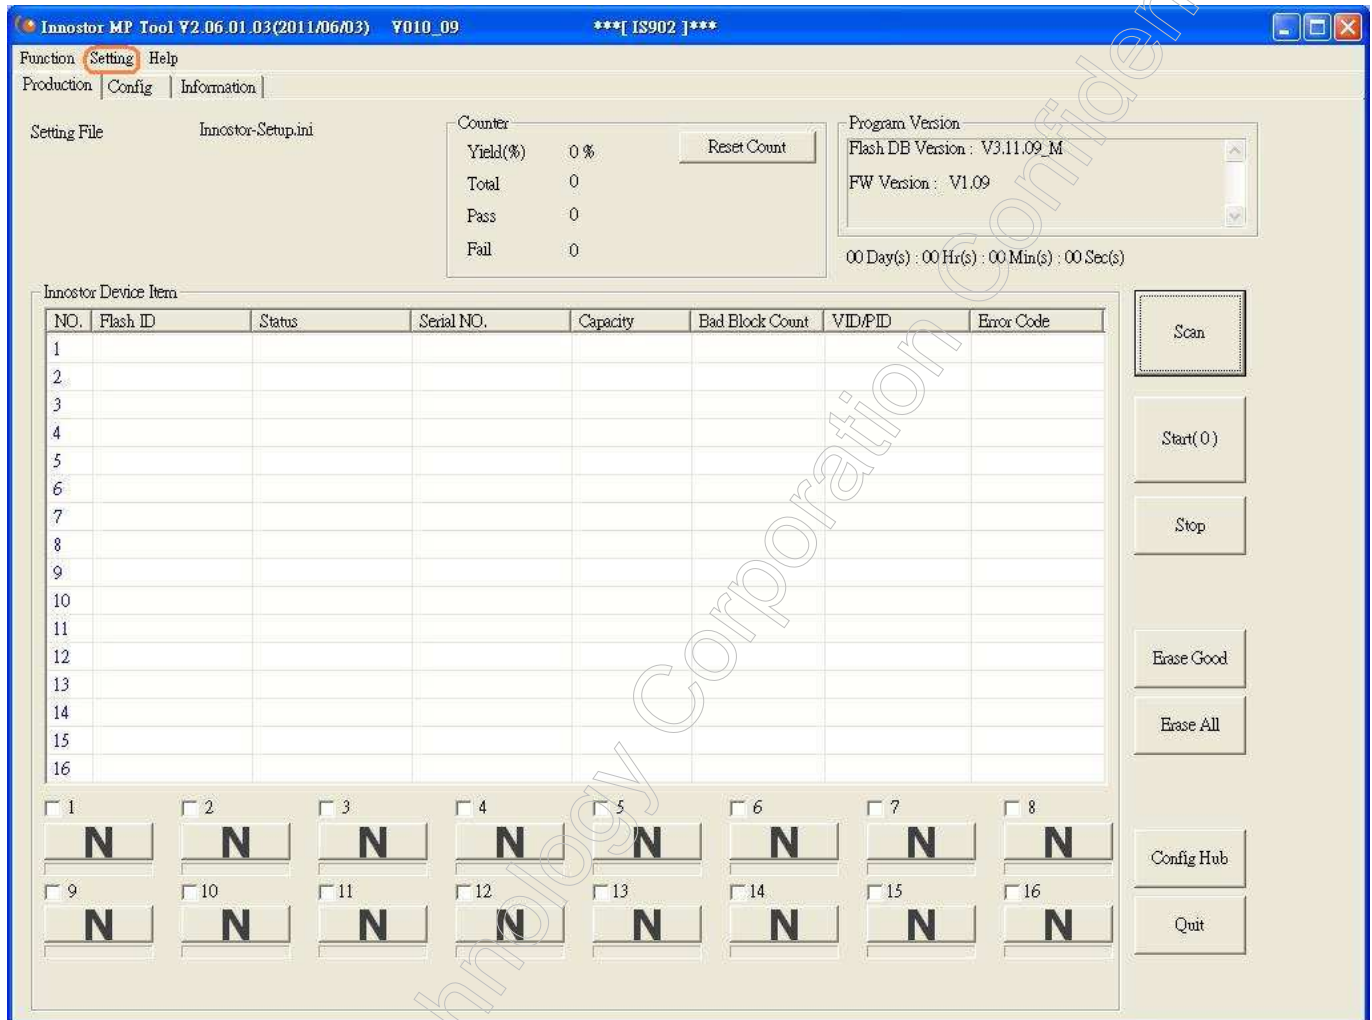 Innostor MP Tool V2.06.01.03(2011/06/03) V010_09 ***[ IS902 ]***
Function Setting Help
Production Config Information
Setting File Innostor-Setup.ini
Counter
Yield(%) 0 %
Reset Count
Total 0
Pass 0
Fail 0
Program Version
Flash DB Version : V3.11.09_M
FW Version : V1.09
00 Day(s) : 00 Hr(s) : 00 Min(s) : 00 Sec(s)
Innostor Device Item
NO. Flash ID Status Serial NO. Capacity Bad Block Count VID/PID Error Code
1
2
3
4
5
6
7
8
9
10
11
12
13
14
15
16
Scan
Start( 0 )
Stop
Erase Good
Erase All
1 2 3 4 5 6 7 8
N N N N N N N N
9 10 11 12 13 14 15 16
N N N N N N N N
Config Hub
Quit
hnology Corporation Confiden